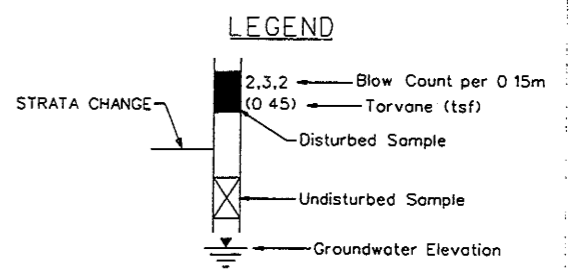 LEGEND
2,3,2 Blow Count per 0 15m
STRATA CHANGE (0 45) Torvane (tsf)
Disturbed Sample
Undisturbed Sample
Groundwater Elevation